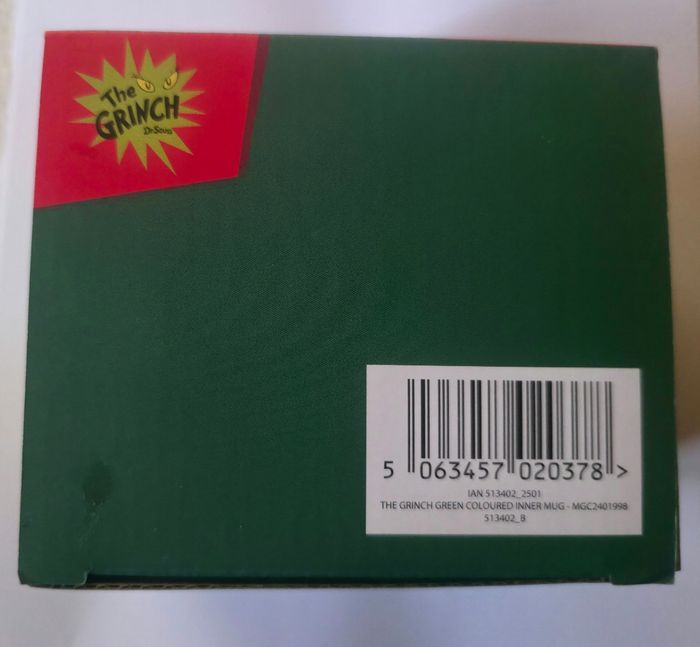 The
GRINCH
Dr. Seuss
5 063457 020378 >
IAN 513402_2501
THE GRINCH GREEN COLOURED INNER MUG - MGC2401998
513402_B